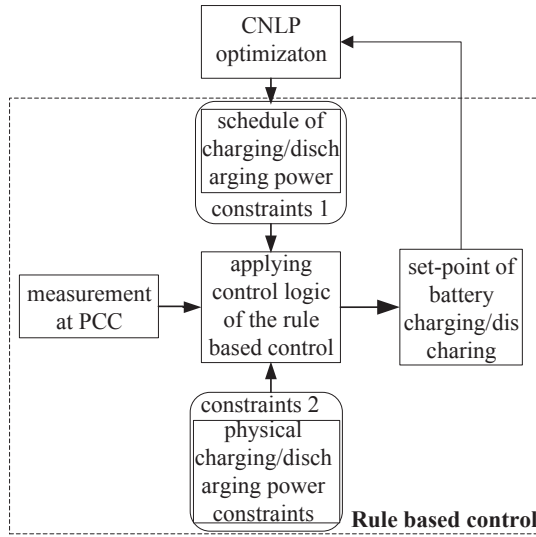 CNLP
optimizaton
schedule of
charging/disch
arging power
constraints 1
measurement
at PCC
applying
control logic
of the rule
based control
set-point of
battery
charging/dis
charing
constraints 2
physical
charging/disch
arging power
constraints
Rule based control